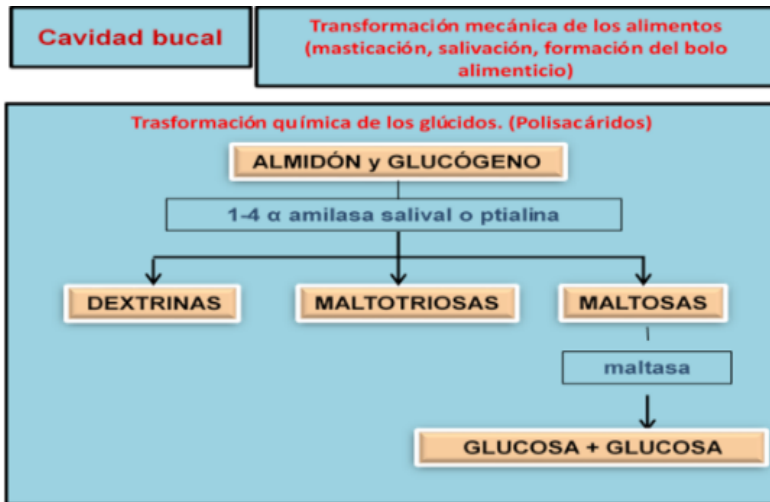 Cavidad bucal
Transformación mecánica de los alimentos
(masticación, salivación, formación del bolo
alimenticio)
Trasformación química de los glúcidos. (Polisacáridos)
ALMIDÓN y GLUCÓGENO
1-4 α amilasa salival o ptialina
DEXTRINAS
MALTOTRIOSAS
MALTOSAS
maltasa
GLUCOSA + GLUCOSA